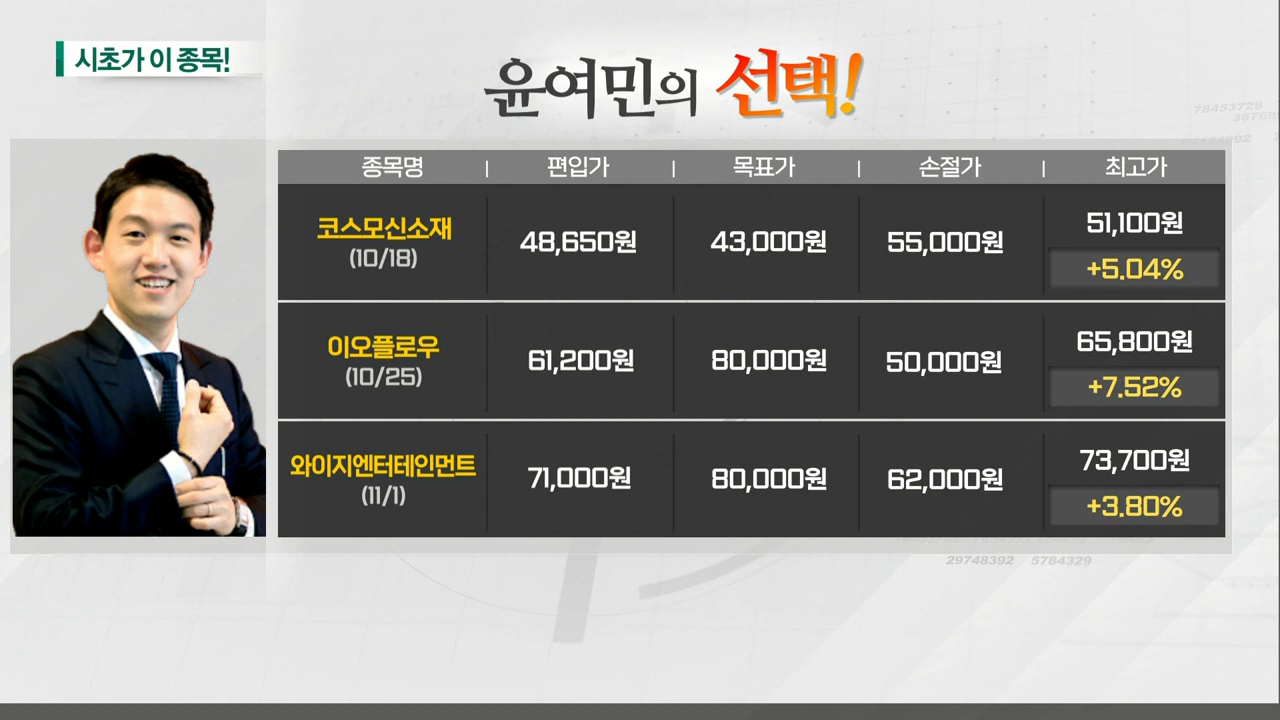 시초가 이 종목!
윤여민의 선택!
종목명 | 편입가 | 목표가 | 손절가 | 최고가
코스모신소재 (10/18) 48,650원 43,000원 55,000원 51,100원 +5.04%
이오플로우 (10/25) 61,200원 80,000원 50,000원 65,800원 +7.52%
와이지엔터테인먼트 (11/1) 71,000원 80,000원 62,000원 73,700원 +3.80%
78453728
29748392 5784329